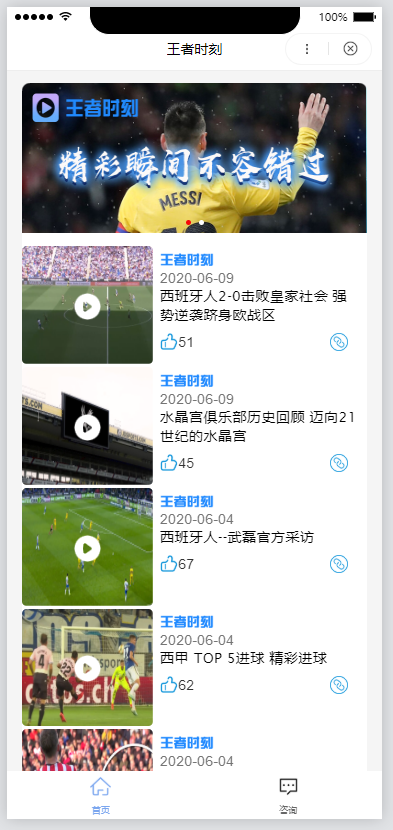 100%
王者时刻
王者时刻
精彩瞬间不容错过
MESSI
王者时刻
2020-06-09
西班牙人2-0击败皇家社会 强
势逆袭跻身欧战区
51
王者时刻
2020-06-09
水晶宫俱乐部历史回顾 迈向21
世纪的水晶宫
45
王者时刻
2020-06-04
西班牙人--武磊官方采访
67
王者时刻
2020-06-04
西甲 TOP 5进球 精彩进球
62
王者时刻
2020-06-04
首页
咨询